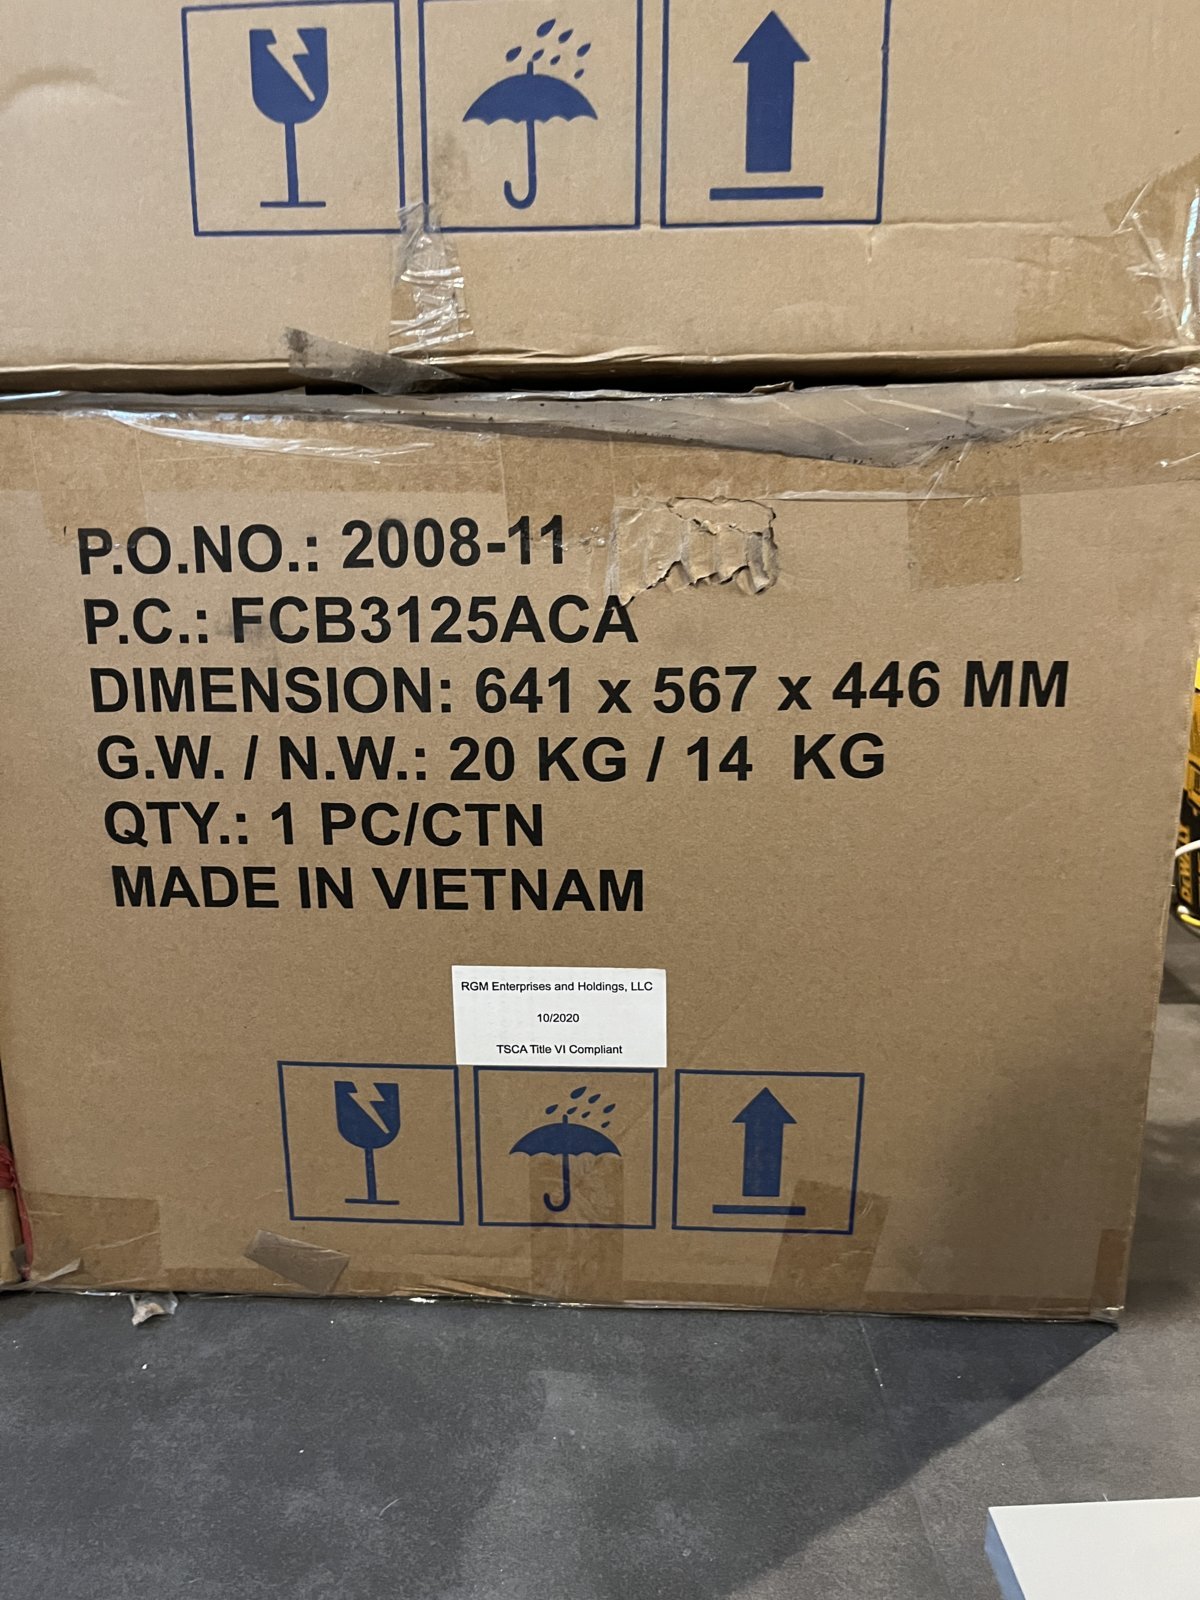 P.O.NO.: 2008-11
P.C.: FCB3125ACA
DIMENSION: 641 x 567 x 446 MM
G.W. / N.W.: 20 KG / 14 KG
QTY.: 1 PC/CTN
MADE IN VIETNAM
DEWALT
RGM Enterprises and Holdings, LLC
10/2020
TSCA Title VI Compliant